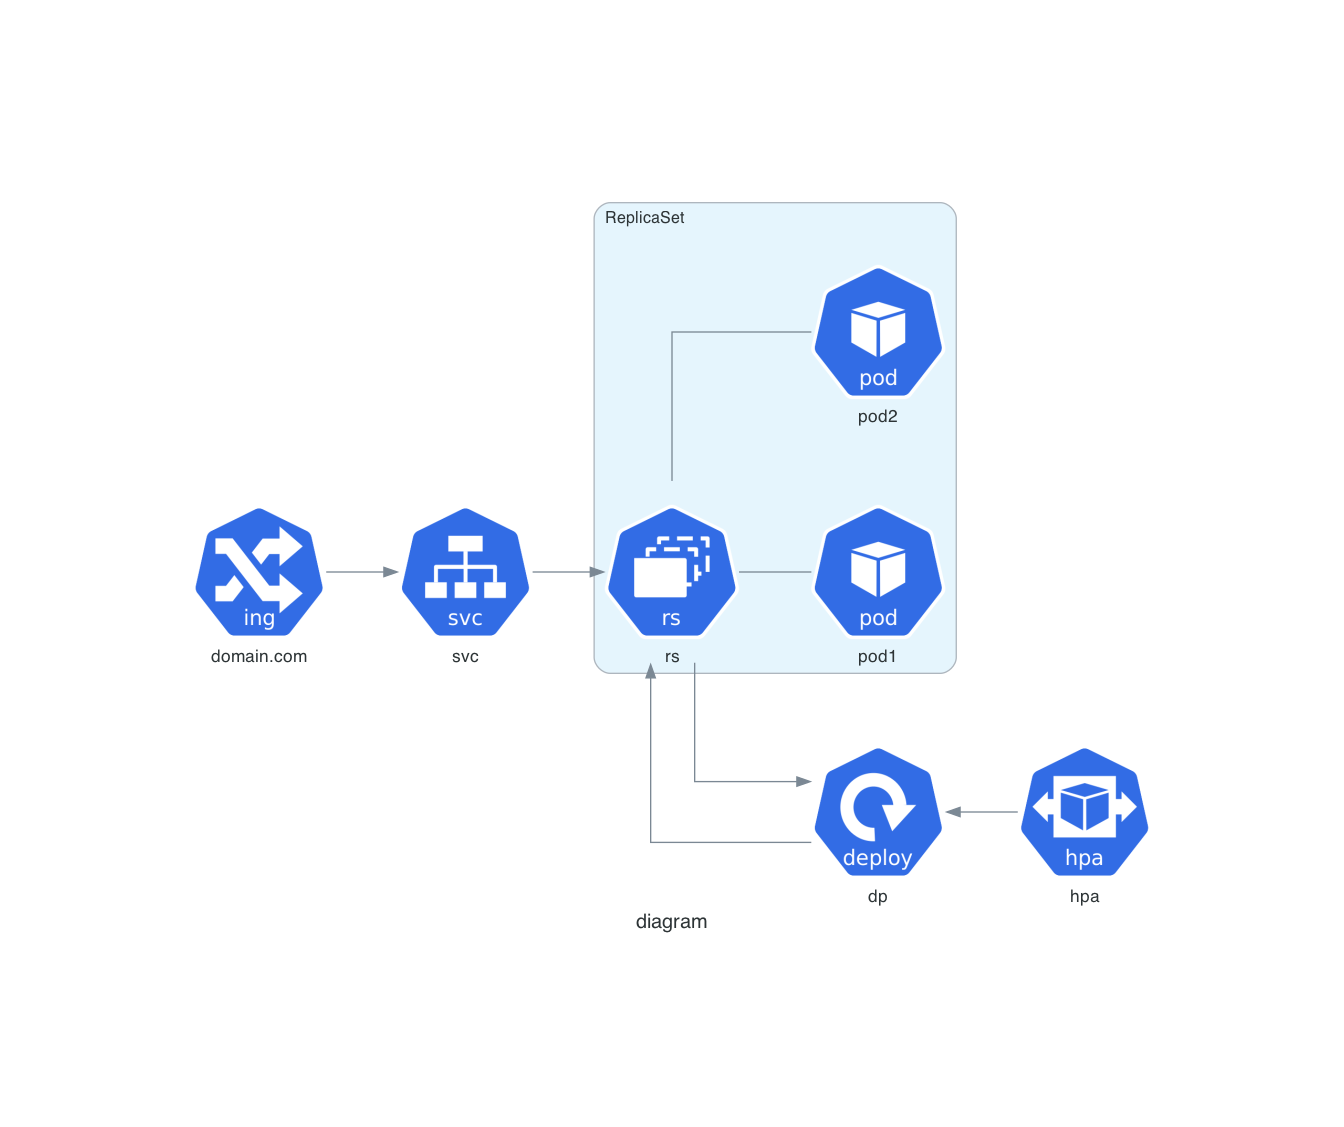 ReplicaSet
pod
pod2
ing
domain.com
svc
svc
rs
rs
pod
pod1
deploy
dp
hpa
hpa
diagram